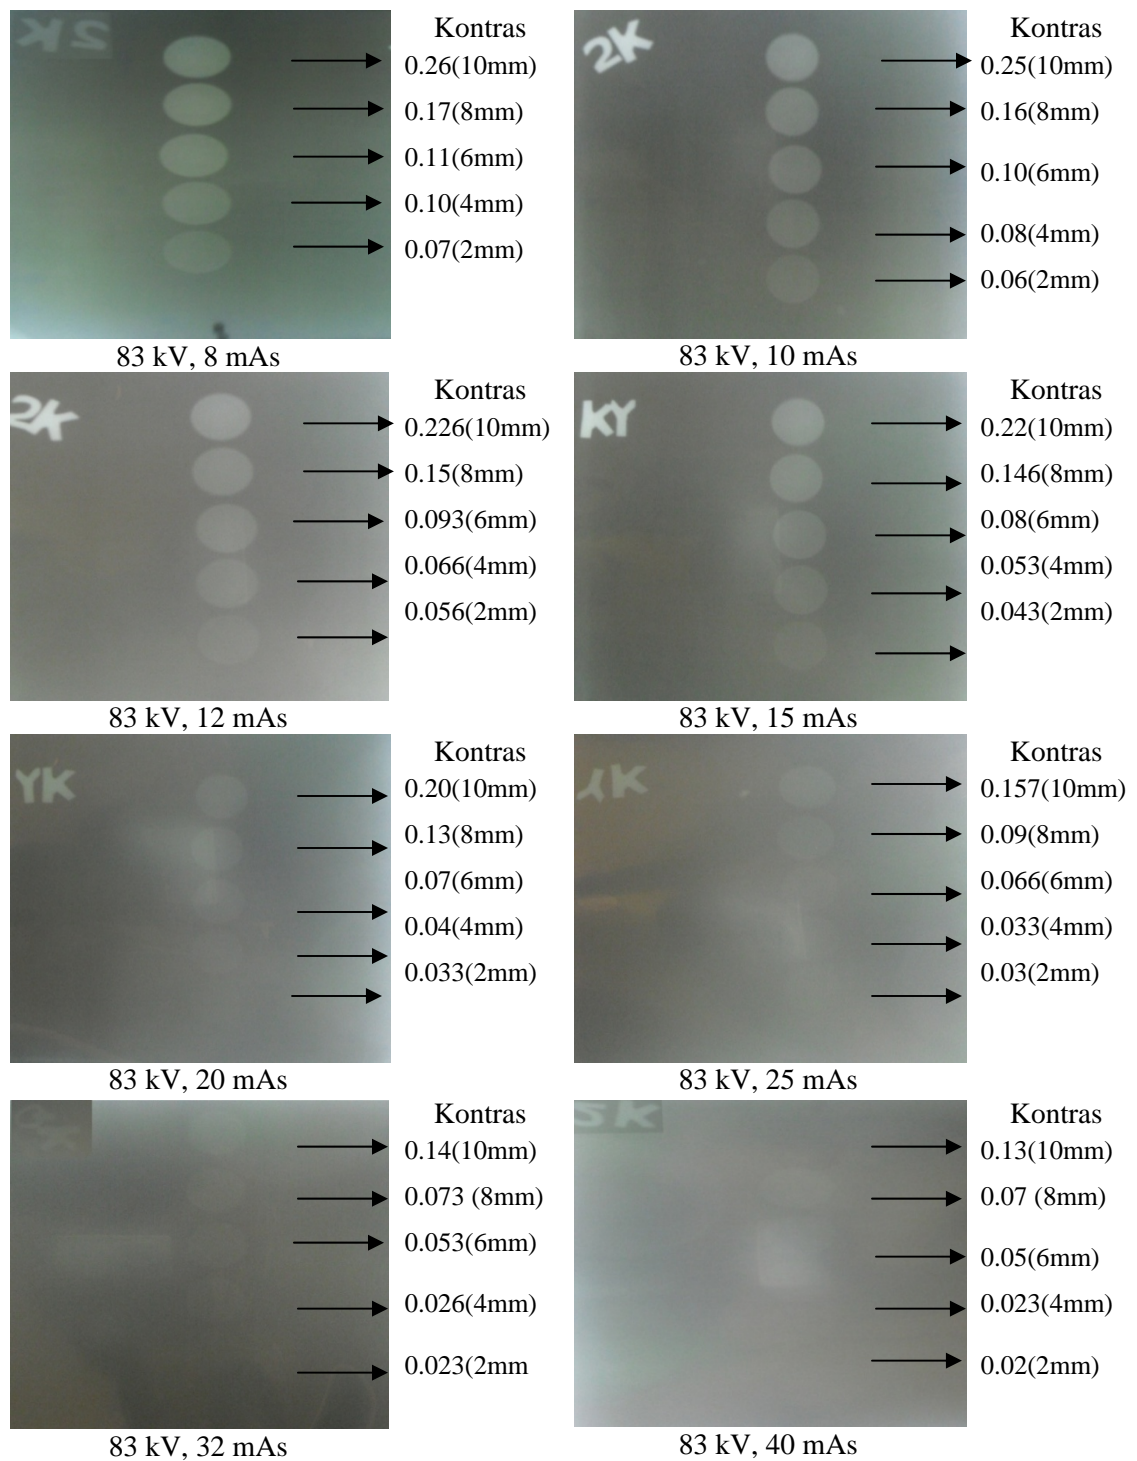 2K
Kontras
0.26(10mm)
0.17(8mm)
0.11(6mm)
0.10(4mm)
0.07(2mm)
83 kV, 8 mAs
2K
Kontras
0.25(10mm)
0.16(8mm)
0.10(6mm)
0.08(4mm)
0.06(2mm)
83 kV, 10 mAs
2K
Kontras
0.226(10mm)
0.15(8mm)
0.093(6mm)
0.066(4mm)
0.056(2mm)
83 kV, 12 mAs
KY
Kontras
0.22(10mm)
0.146(8mm)
0.08(6mm)
0.053(4mm)
0.043(2mm)
83 kV, 15 mAs
YK
Kontras
0.20(10mm)
0.13(8mm)
0.07(6mm)
0.04(4mm)
0.033(2mm)
83 kV, 20 mAs
YK
Kontras
0.157(10mm)
0.09(8mm)
0.066(6mm)
0.033(4mm)
0.03(2mm)
83 kV, 25 mAs
Kontras
0.14(10mm)
0.073 (8mm)
0.053(6mm)
0.026(4mm)
0.023(2mm
83 kV, 32 mAs
5K
Kontras
0.13(10mm)
0.07 (8mm)
0.05(6mm)
0.023(4mm)
0.02(2mm)
83 kV, 40 mAs